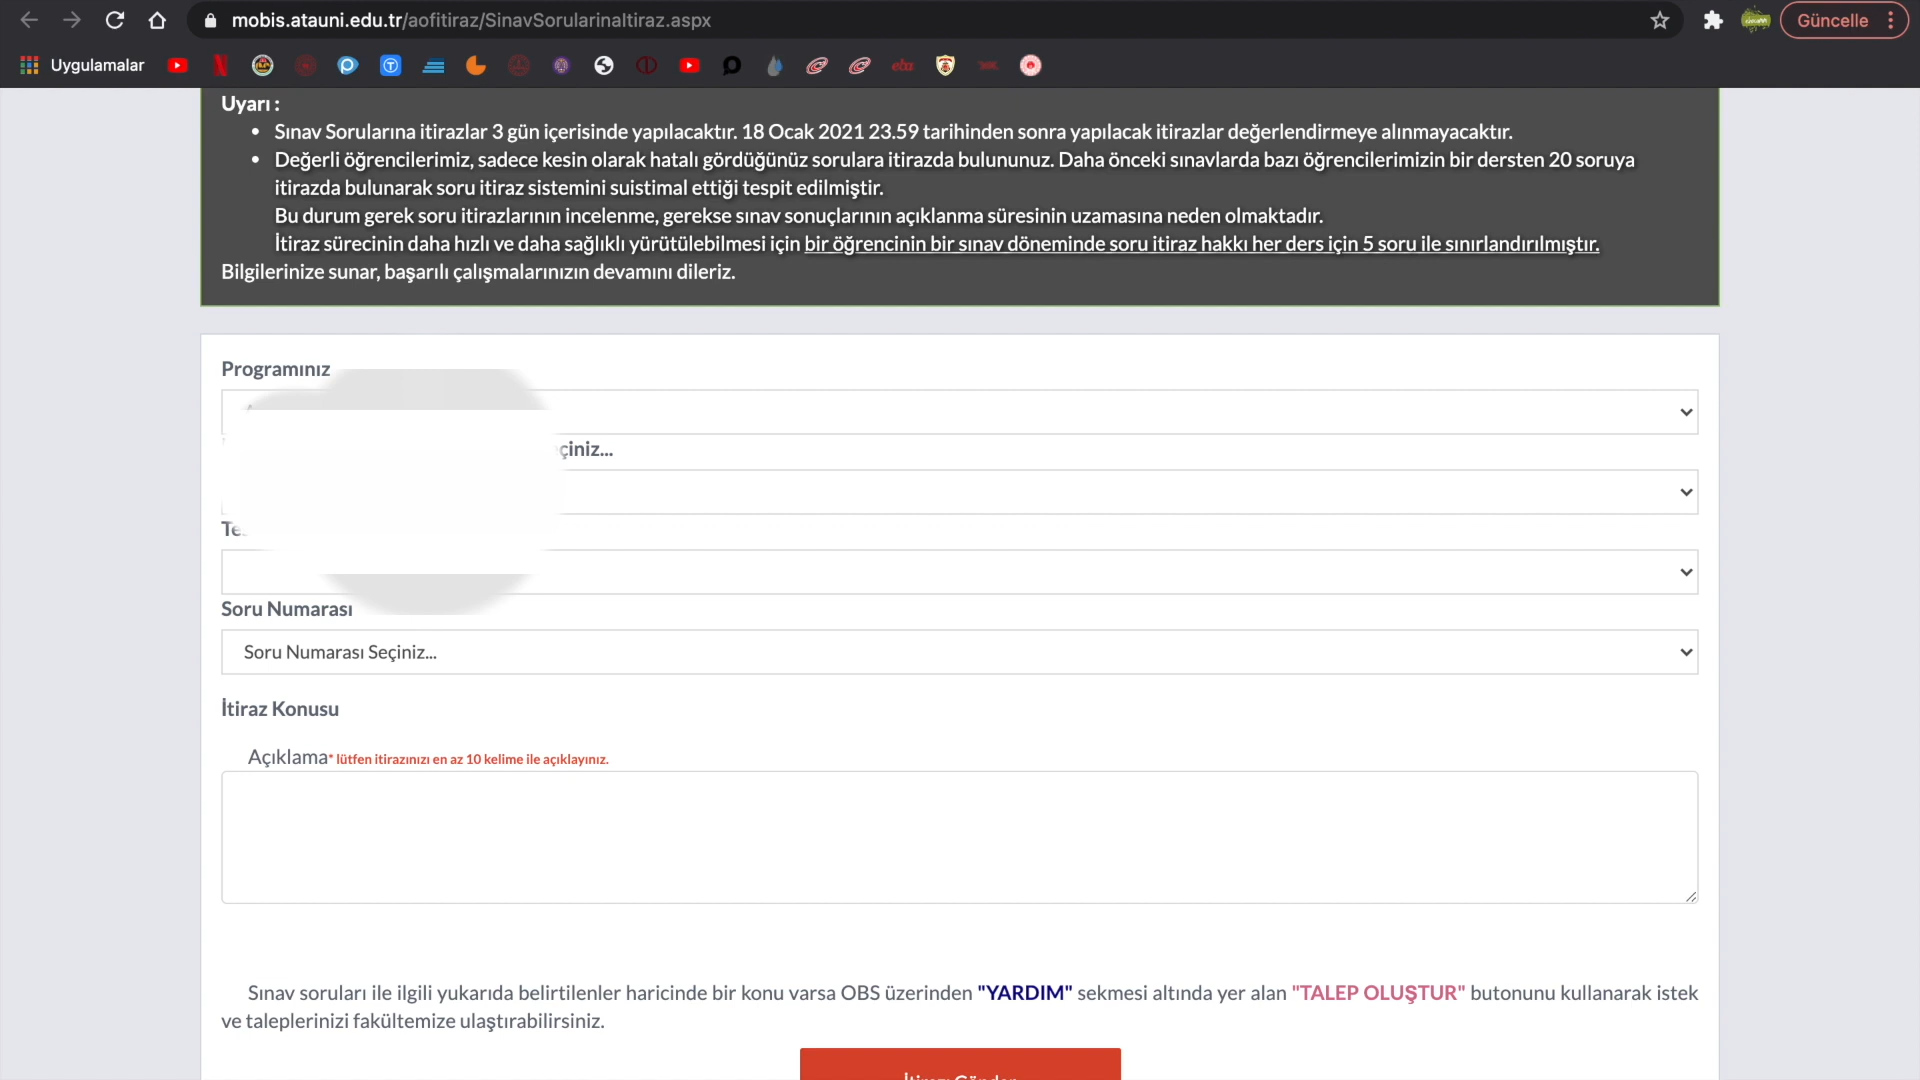 mobis.atauni.edu.tr/aofitiraz/SinavSorularinaItiraz.aspx
Güncelle
Uygulamalar
eba
Uyarı :
• Sınav Sorularına itirazlar 3 gün içerisinde yapılacaktır. 18 Ocak 2021 23.59 tarihinden sonra yapılacak itirazlar değerlendirmeye alınmayacaktır.
• Değerli öğrencilerimiz, sadece kesin olarak hatalı gördüğünüz sorulara itirazda bulununuz. Daha önceki sınavlarda bazı öğrencilerimizin bir dersten 20 soruya
itirazda bulunarak soru itiraz sistemini suistimal ettiği tespit edilmiştir.
Bu durum gerek soru itirazlarının incelenme, gerekse sınav sonuçlarının açıklanma süresinin uzamasına neden olmaktadır.
İtiraz sürecinin daha hızlı ve daha sağlıklı yürütülebilmesi için bir öğrencinin bir sınav döneminde soru itiraz hakkı her ders için 5 soru ile sınırlandırılmıştır.
Bilgilerinize sunar, başarılı çalışmalarınızın devamını dileriz.
Programınız
çiniz...
Soru Numarası
Soru Numarası Seçiniz...
İtiraz Konusu
Açıklama* lütfen itirazınızı en az 10 kelime ile açıklayınız.
Sınav soruları ile ilgili yukarıda belirtilenler haricinde bir konu varsa OBS üzerinden "YARDIM" sekmesi altında yer alan "TALEP OLUŞTUR" butonunu kullanarak istek
ve taleplerinizi fakültemize ulaştırabilirsiniz.